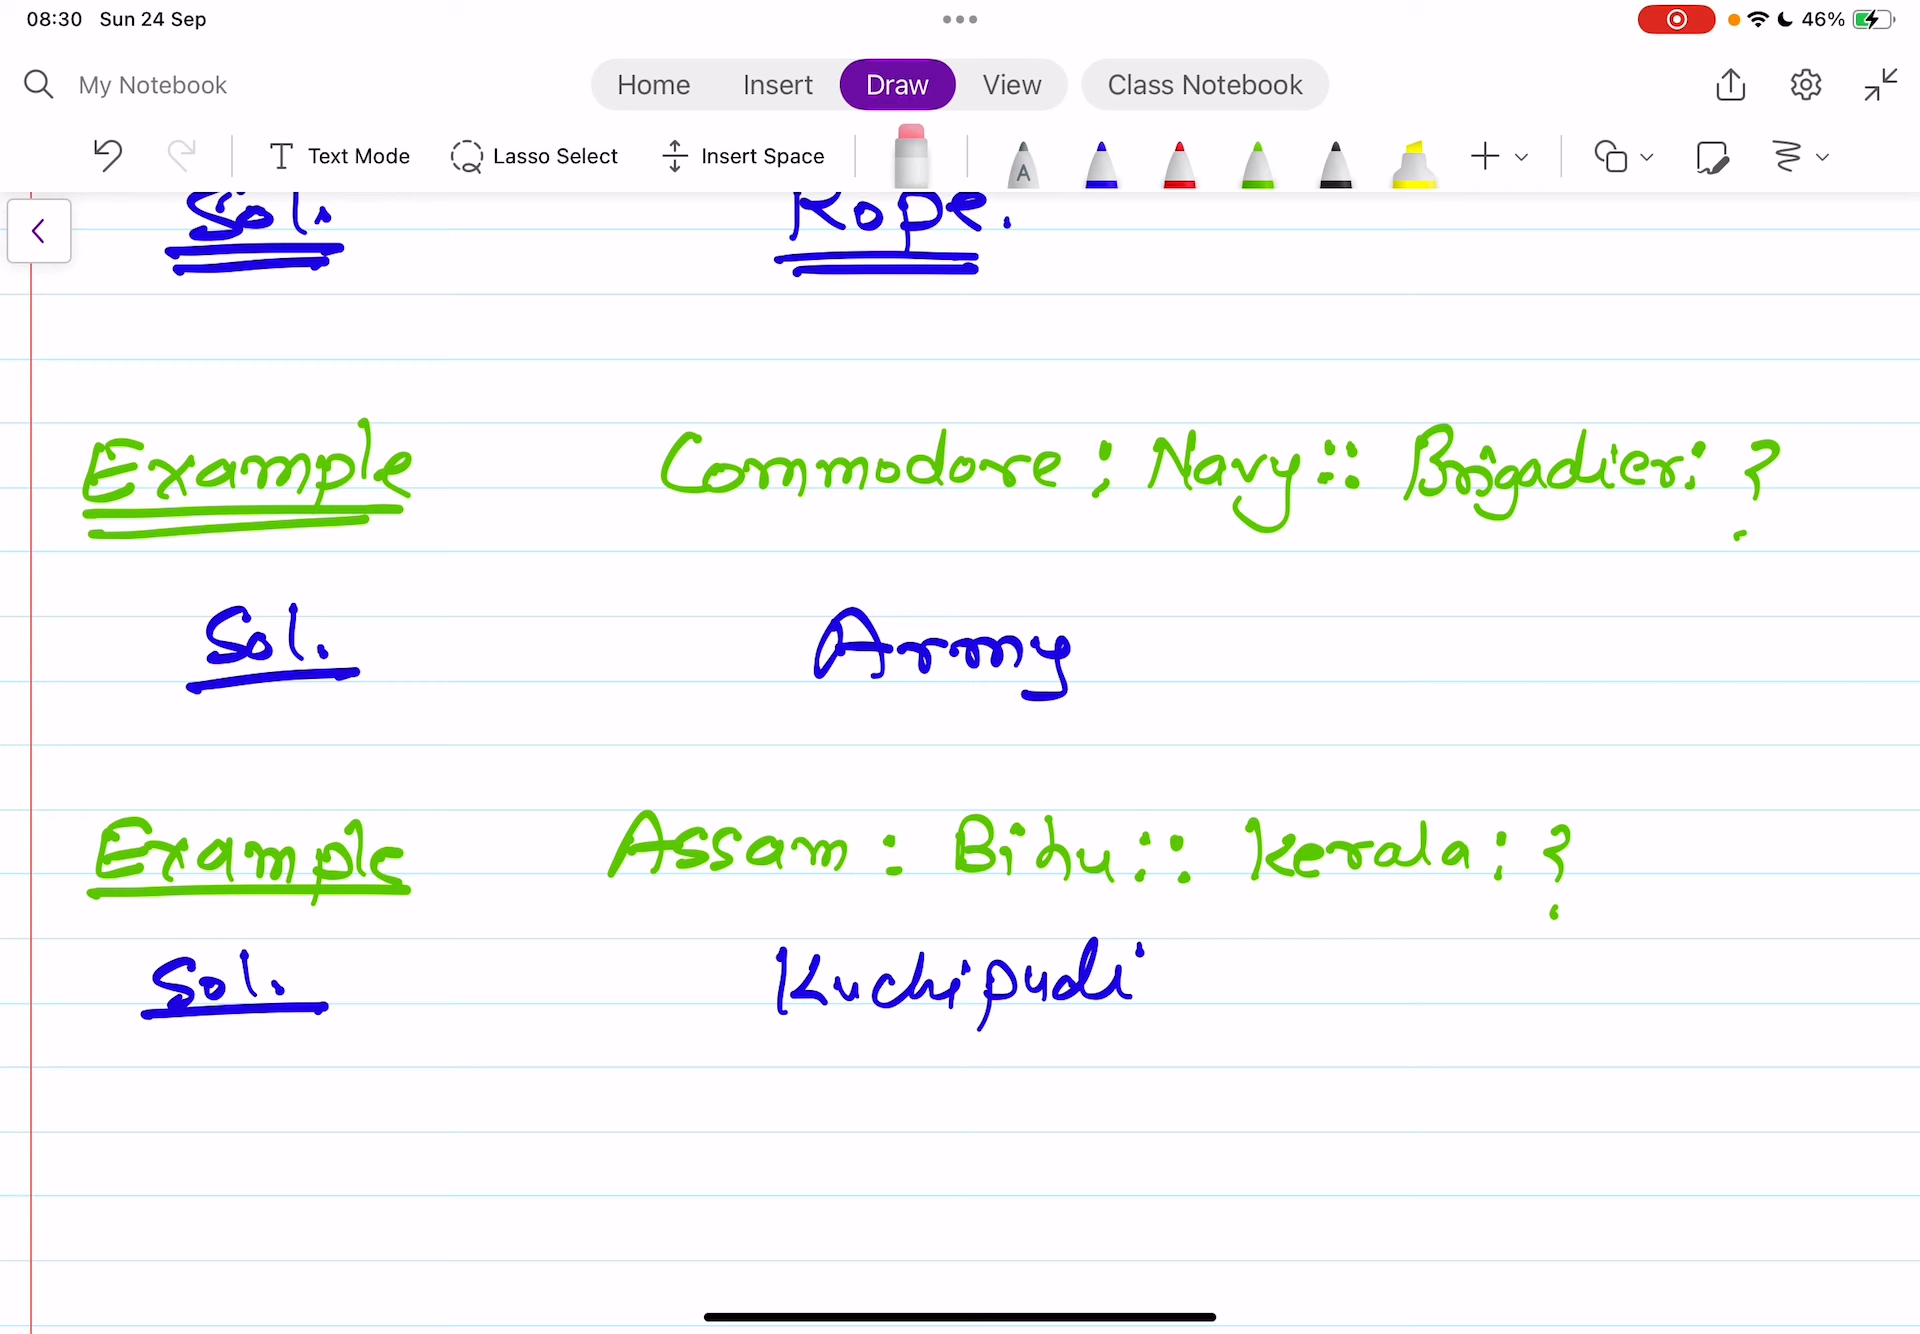 08:30 Sun 24 Sep 46%
My Notebook Home Insert Draw View Class Notebook
Text Mode Lasso Select Insert Space A
Sol. Rope.
Example Commodore : Navy :: Brigadier : ?
Sol. Army
Example Assam : Bihu :: Kerala : ?
Sol. Kuchipudi